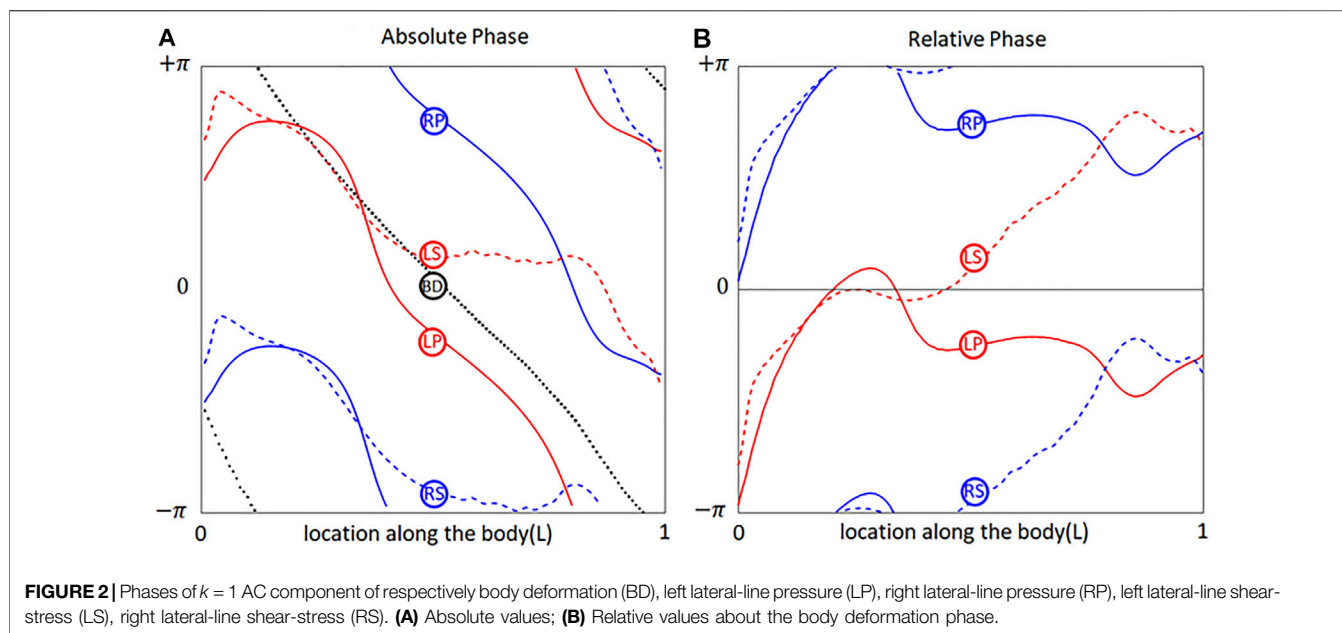 A
Absolute Phase
+π
0
−π
RP
LS
BD
LP
RS
0
location along the body(L)
1
B
Relative Phase
+π
0
−π
RP
LS
LP
RS
0
location along the body(L)
1
FIGURE 2 | Phases of k = 1 AC component of respectively body deformation (BD), left lateral-line pressure (LP), right lateral-line pressure (RP), left lateral-line shear-
stress (LS), right lateral-line shear-stress (RS). (A) Absolute values; (B) Relative values about the body deformation phase.